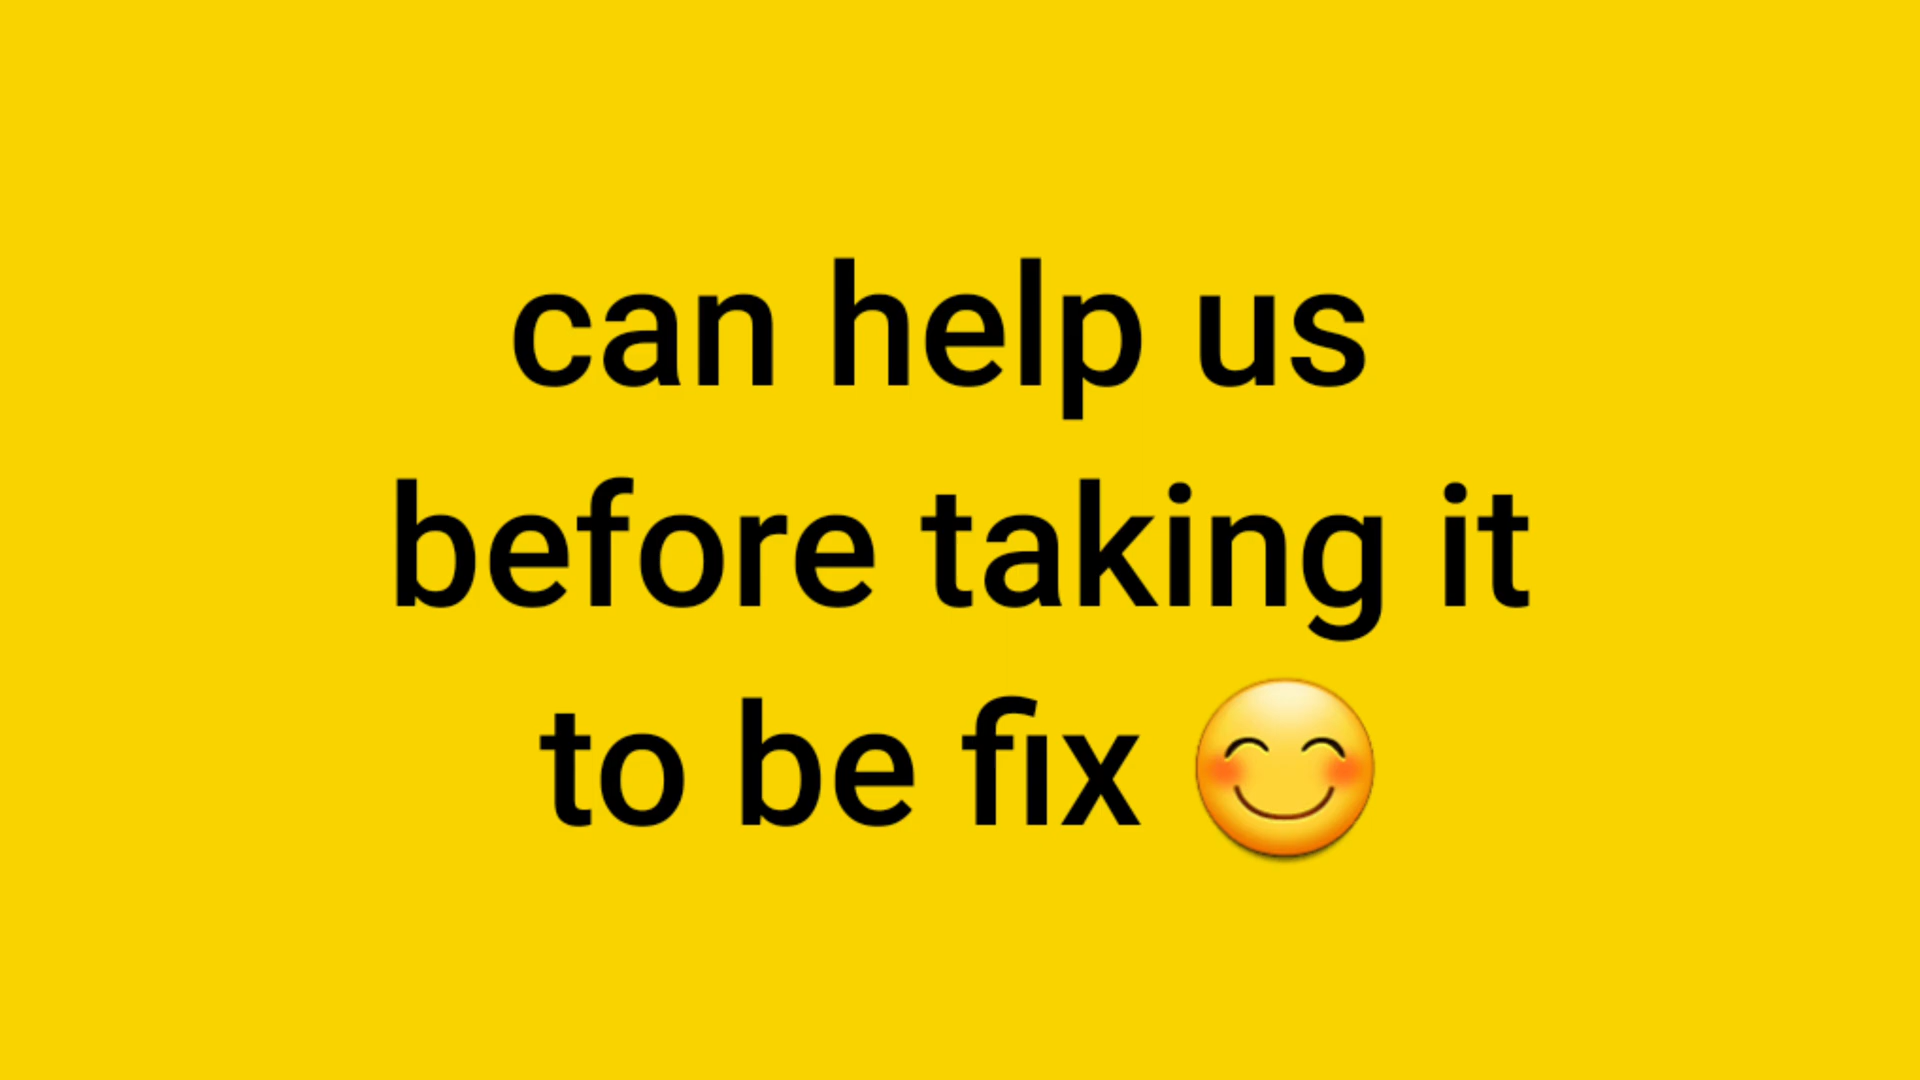 can help us
before taking it
to be fix 😊